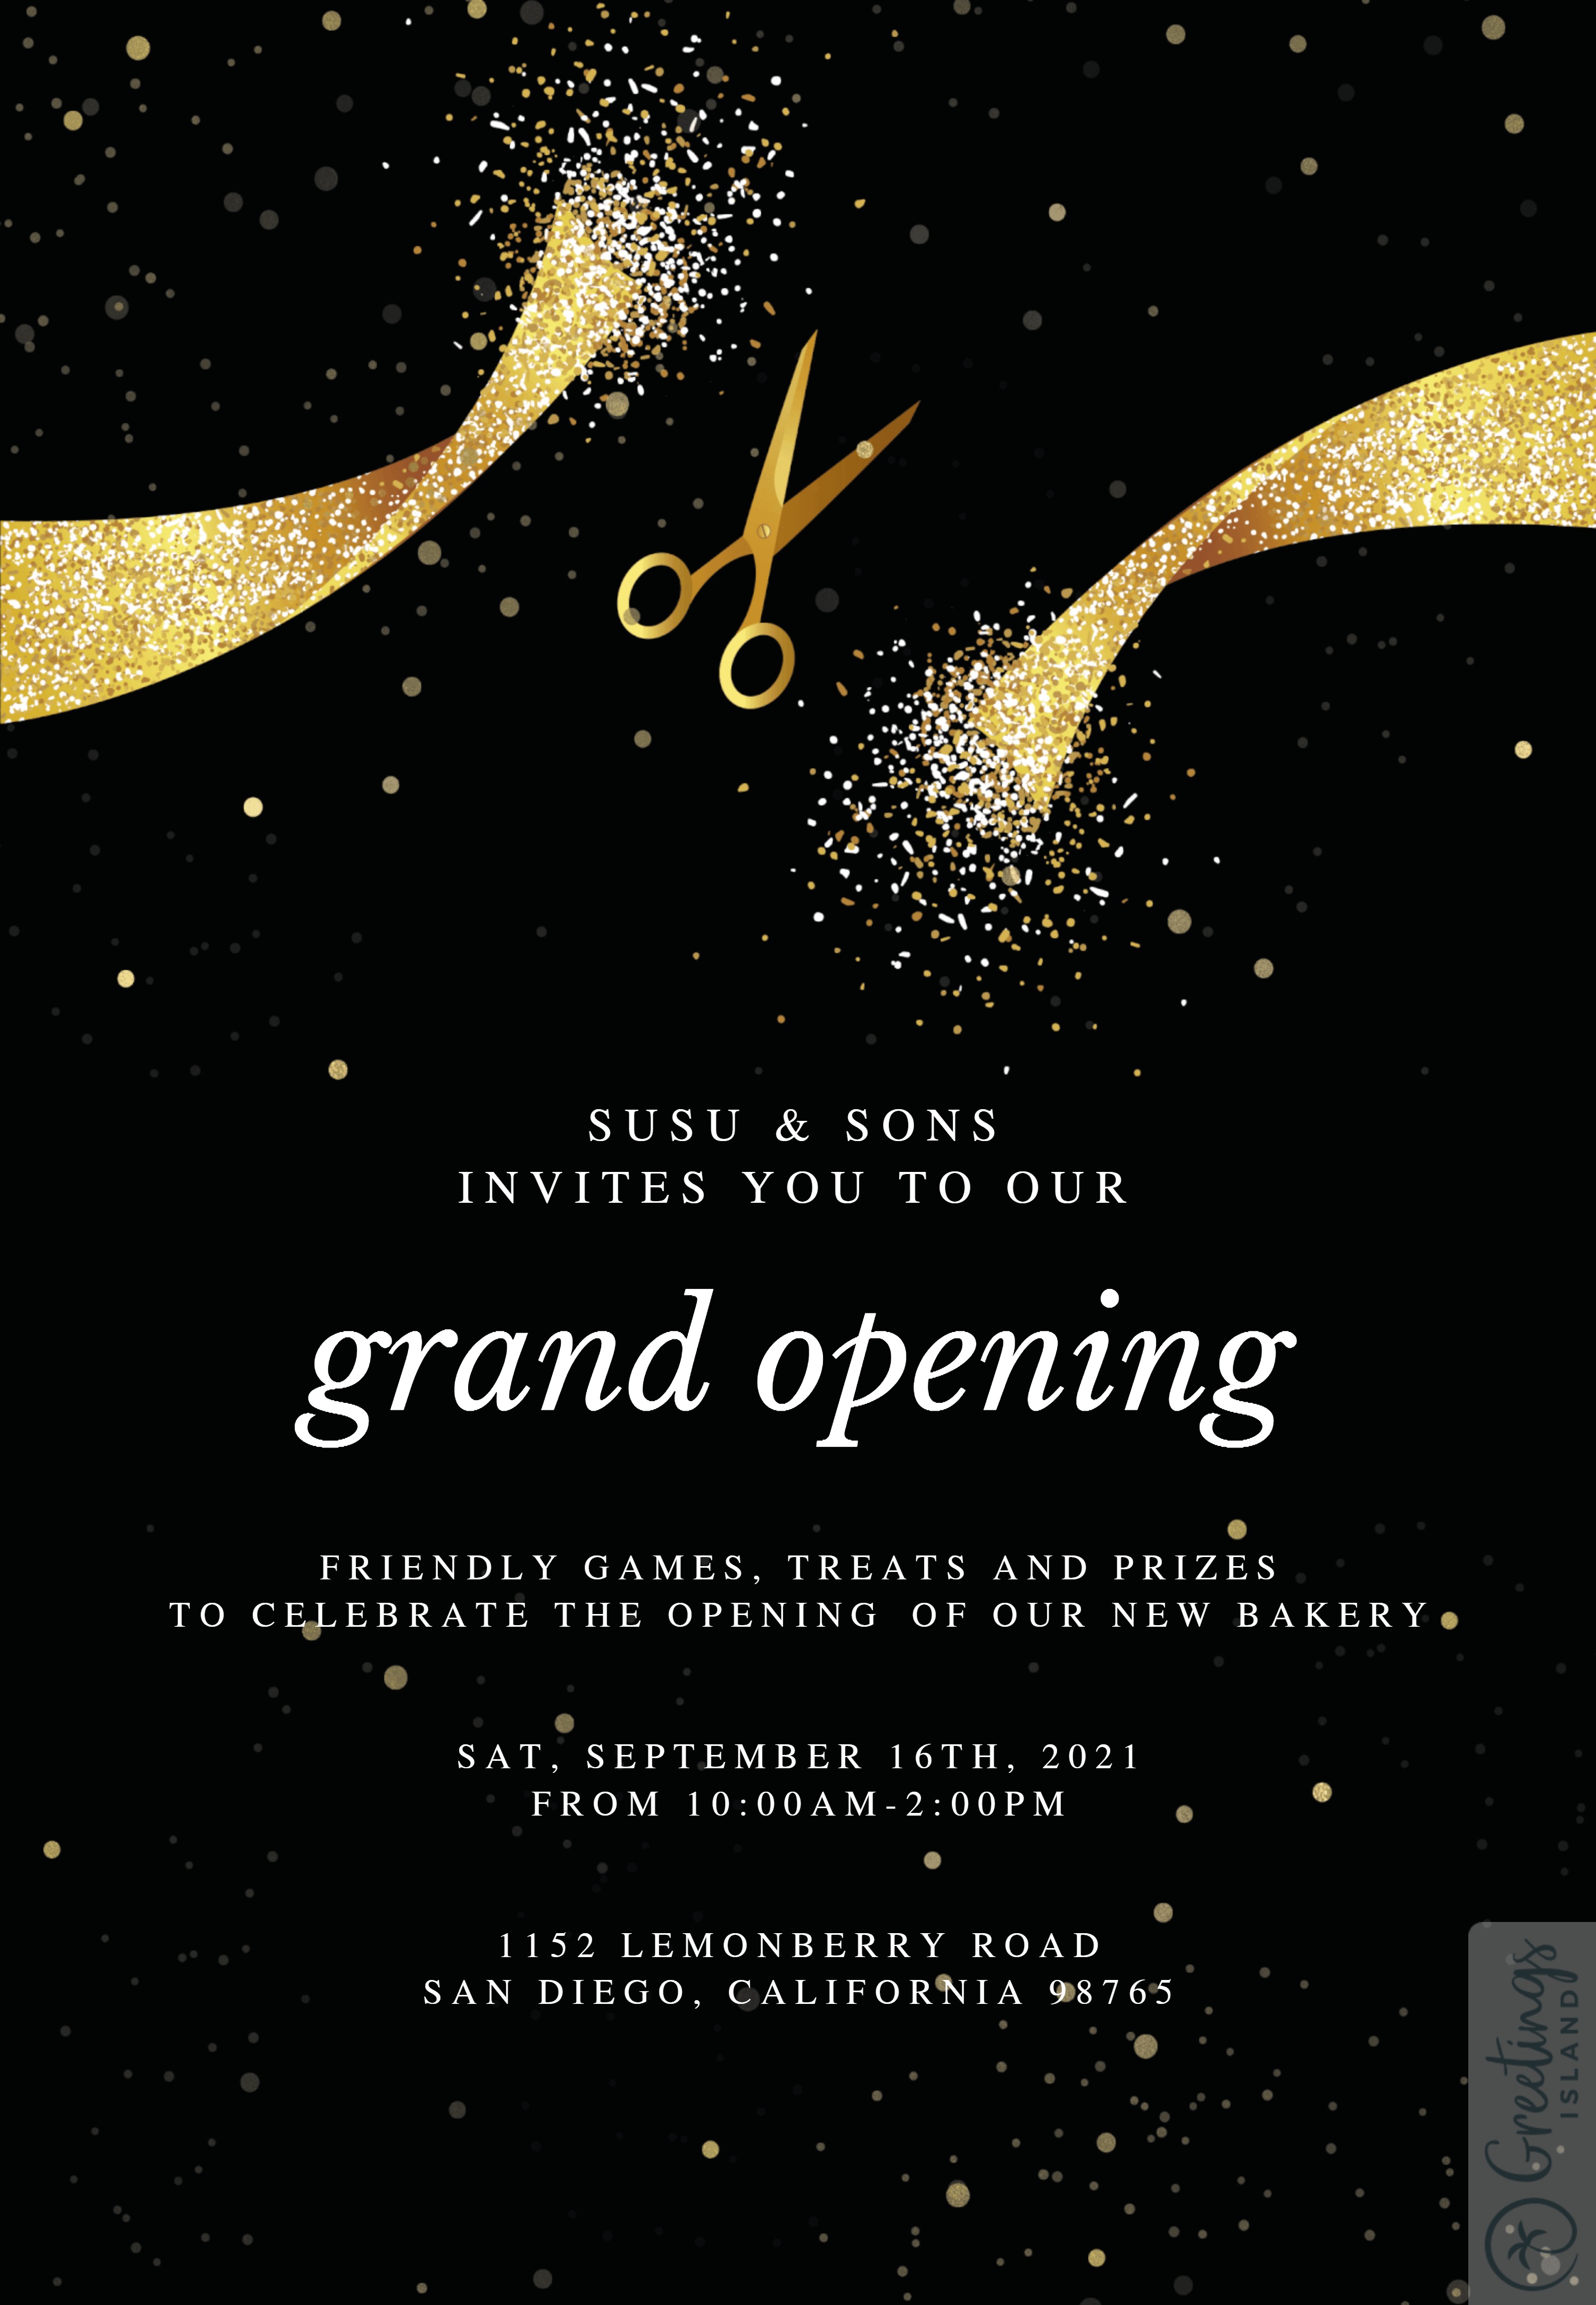 SUSU & SONS
INVITES YOU TO OUR
grand opening
FRIENDLY GAMES, TREATS AND PRIZES
TO CELEBRATE THE OPENING OF OUR NEW BAKERY
SAT, SEPTEMBER 16TH, 2021
FROM 10:00AM-2:00PM
1152 LEMONBERRY ROAD
SAN DIEGO, CALIFORNIA 98765
Greetings
ISLAND